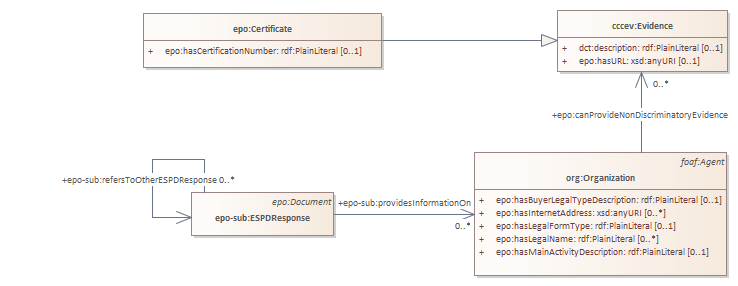 epo:Certificate
+ epo:hasCertificationNumber: rdf:PlainLiteral [0..1]
cccev:Evidence
+ dct:description: rdf:PlainLiteral [0..1]
+ epo:hasURL: xsd:anyURI [0..1]
0..*
+epo:canProvideNonDiscriminatoryEvidence
foaf:Agent
org:Organization
+ epo:hasBuyerLegalTypeDescription: rdf:PlainLiteral [0..1]
+ epo:hasInternetAddress: xsd:anyURI [0..*]
+ epo:hasLegalFormType: rdf:PlainLiteral [0..1]
+ epo:hasLegalName: rdf:PlainLiteral [0..*]
+ epo:hasMainActivityDescription: rdf:PlainLiteral [0..1]
+epo-sub:refersToOtherESPDResponse 0..*
epo:Document
epo-sub:ESPDResponse
+epo-sub:providesInformationOn
0..*